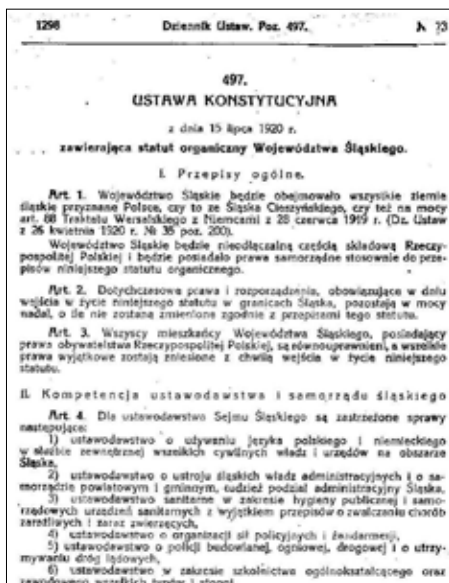 1298 Dziennik Ustaw. Poz. 497. № 73
497.
USTAWA KONSTYTUCYJNA
z dnia 15 lipca 1920 r.
zawierająca statut organiczny Województwa Śląskiego.
I. Przepisy ogólne.
Art. 1. Województwo Śląskie będzie obejmowało wszystkie ziemie
śląskie przyznane Polsce, czy to ze Śląska Cieszyńskiego, czy też na mocy
art. 88 Traktatu Wersalskiego z Niemcami z 28 czerwca 1919 r. (Dz. Ustaw
z 26 kwietnia 1920 r. № 35 poz. 200).
Województwo Śląskie będzie nieodłączalną częścią składową Rzeczy-
pospolitej Polskiej i będzie posiadało prawa samorządne stosownie do prze-
pisów niniejszego statutu organicznego.
Art. 2. Dotychczasowe prawa i rozporządzenia, obowiązujące w dniu
wejścia w życie niniejszego statutu w granicach Śląska, pozostają w mocy
nadal, o ile nie zostaną zmienione zgodnie z przepisami tego statutu.
Art. 3. Wszyscy mieszkańcy Województwa Śląskiego, posiadający
prawa obywatelstwa Rzeczypospolitej Polskiej, są równouprawnieni, a wszelkie
prawa wyjątkowe zostają zniesione z chwilą wejścia w życie niniejszego
statutu.
II. Kompetencja ustawodawstwa i samorządu śląskiego
Art. 4. Dla ustawodawstwa Sejmu Śląskiego są zastrzeżone sprawy
następujące:
1) ustawodawstwo o używaniu języka polskiego i niemieckiego
w służbie zewnętrznej wszelkich cywilnych władz i urzędów na obszarze
Śląska,
2) ustawodawstwo o ustroju śląskich władz administracyjnych i o sa-
morządzie powiatowym i gminnym, tudzież podział administracyjny Śląska,
3) ustawodawstwo sanitarne w zakresie hygieny publicznej i samo-
rządowych urządzeń sanitarnych z wyjątkiem przepisów o zwalczaniu chorób
zaraźliwych i zaraz zwierzęcych,
4) ustawodawstwo o organizacji sił policyjnych i żandarmerji,
5) ustawodawstwo o policji budowlanej, ogniowej, drogowej i o utrzy-
mywaniu dróg lądowych,
6) ustawodawstwo w zakresie szkolnictwa ogólnokształcącego oraz
zawodowego wszelkich typów i stopni